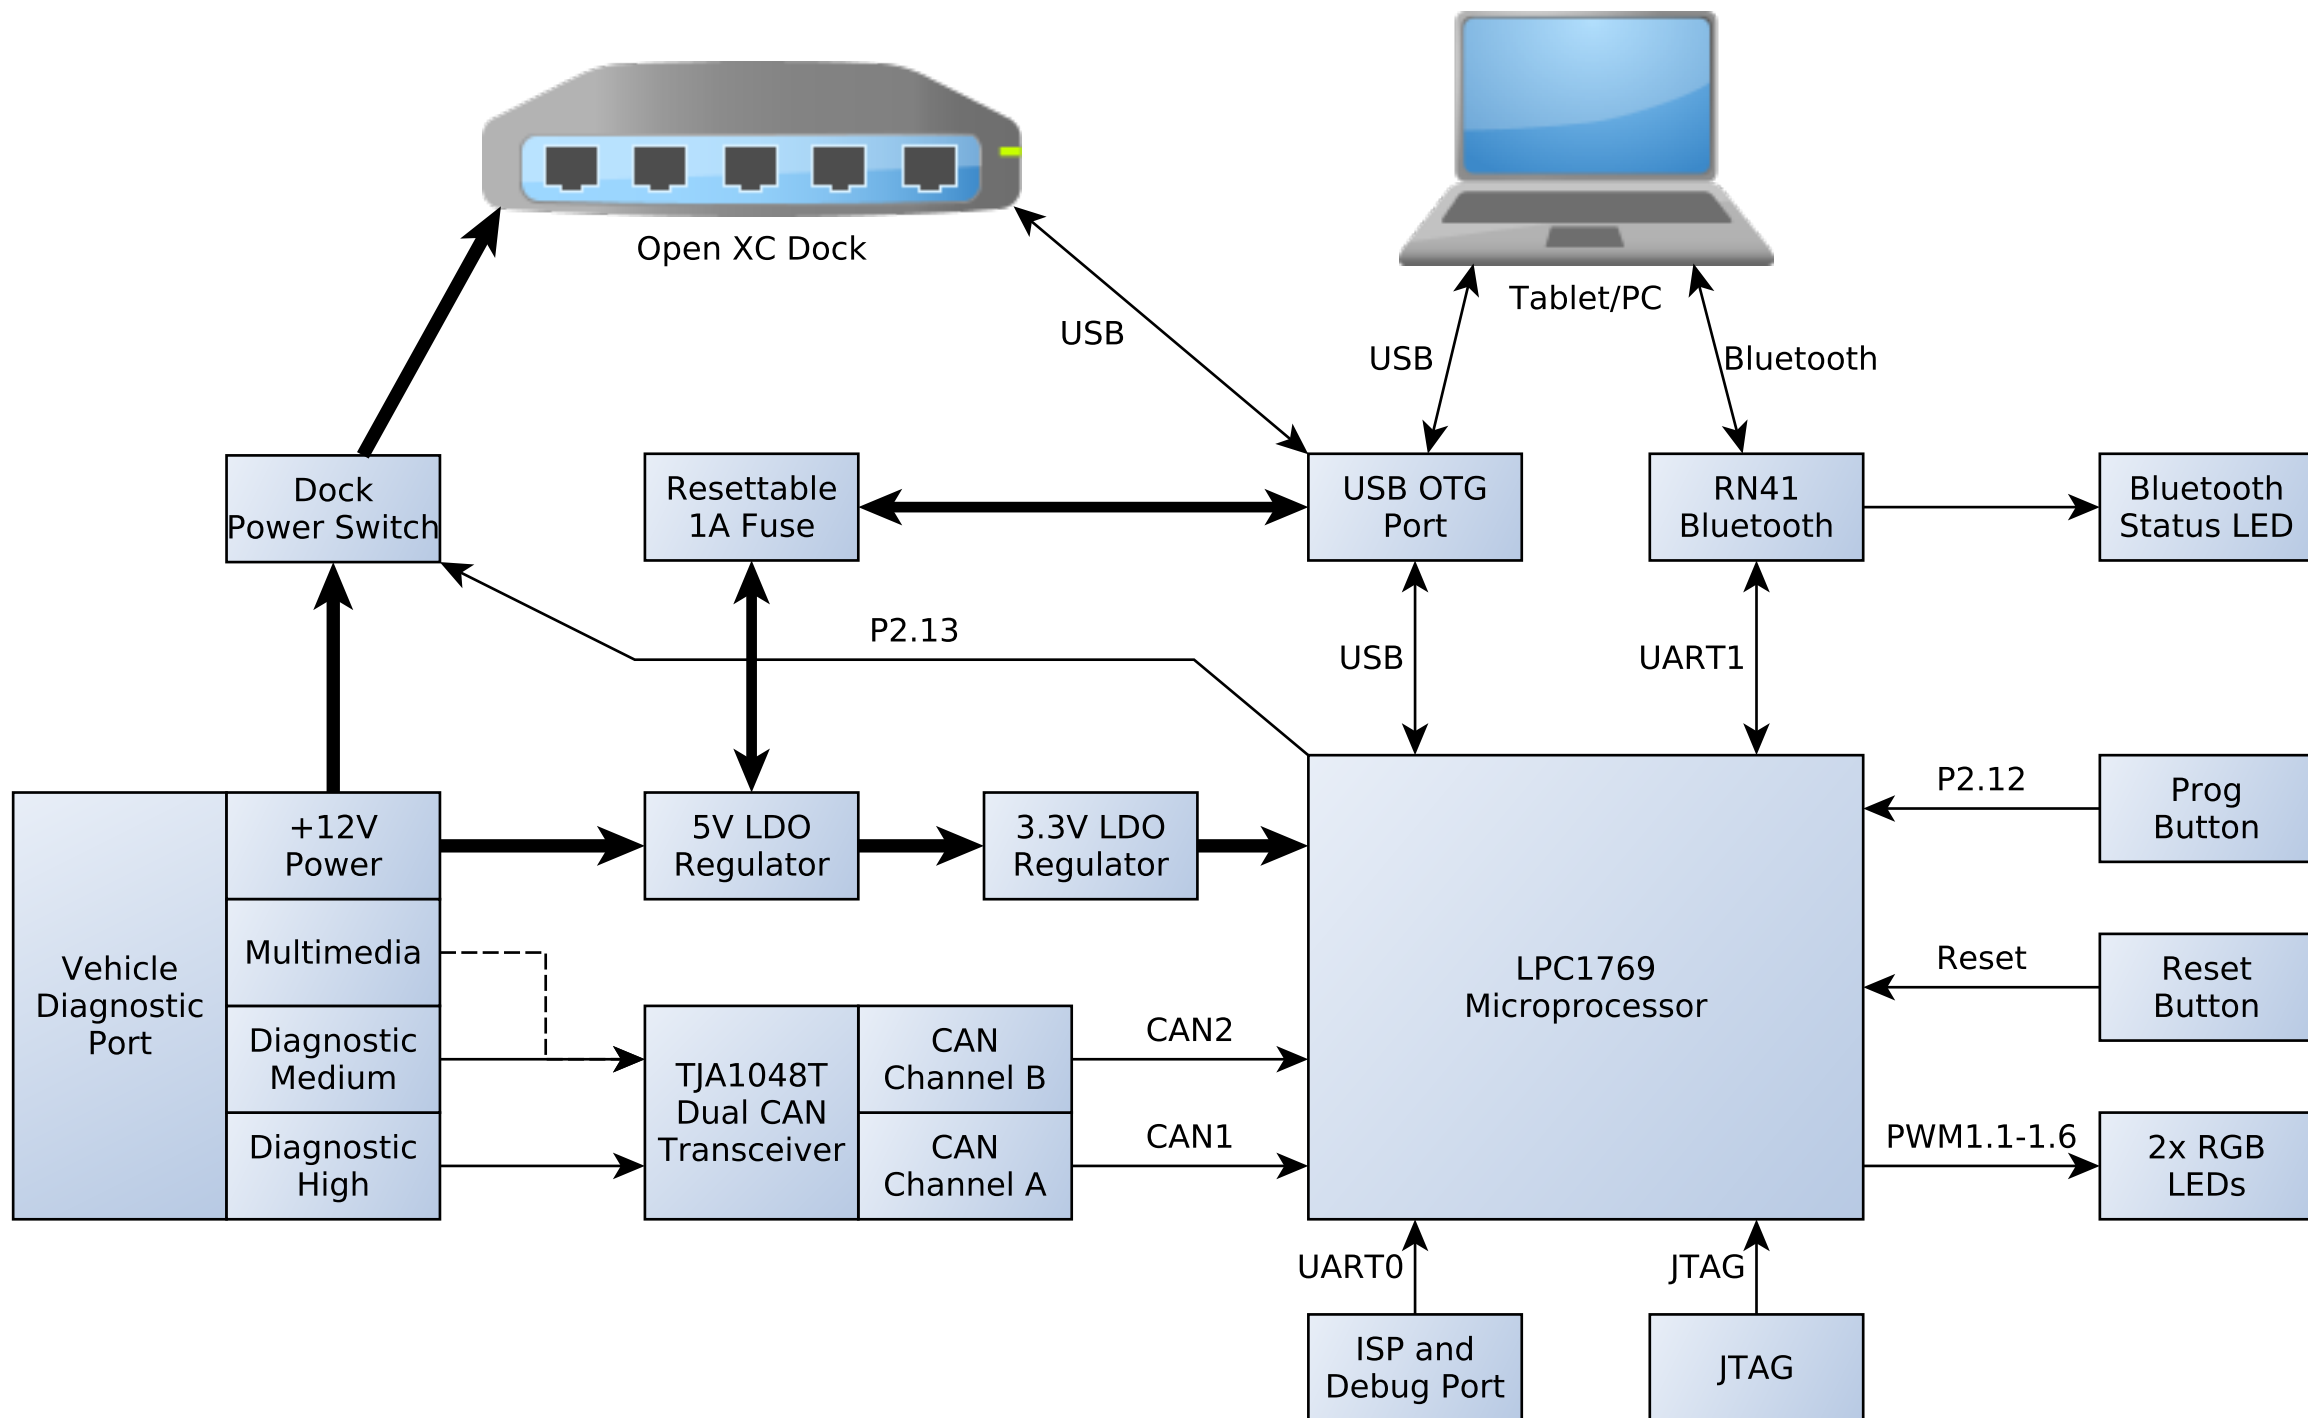 Open XC Dock
Tablet/PC
USB
USB
Bluetooth
Dock
Power Switch
Resettable
1A Fuse
USB OTG
Port
RN41
Bluetooth
Bluetooth
Status LED
P2.13
USB
UART1
Vehicle
Diagnostic
Port
+12V
Power
Multimedia
Diagnostic
Medium
Diagnostic
High
5V LDO
Regulator
3.3V LDO
Regulator
TJA1048T
Dual CAN
Transceiver
CAN
Channel B
CAN
Channel A
CAN2
CAN1
LPC1769
Microprocessor
P2.12
Prog
Button
Reset
Reset
Button
PWM1.1-1.6
2x RGB
LEDs
UART0
JTAG
ISP and
Debug Port
JTAG